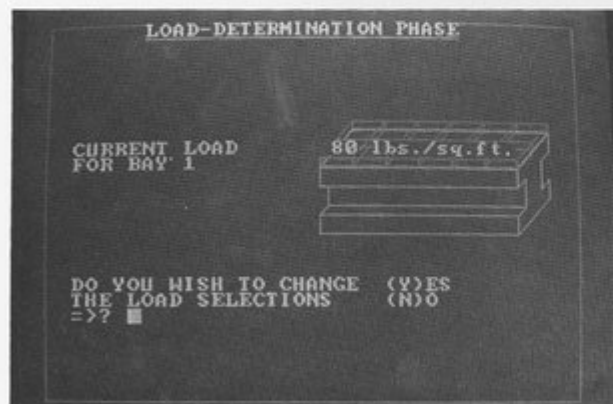 LOAD-DETERMINATION PHASE
CURRENT LOAD
FOR BAY 1
80 lbs./sq.ft.
DO YOU WISH TO CHANGE (Y)ES
THE LOAD SELECTIONS (N)O
=>?